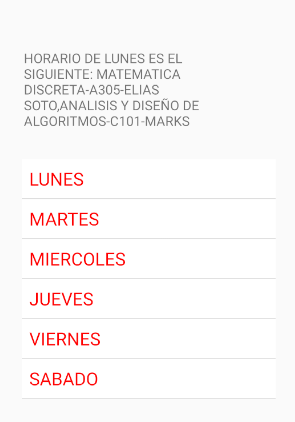 HORARIO DE LUNES ES EL
SIGUIENTE: MATEMATICA
DISCRETA-A305-ELIAS
SOTO,ANALISIS Y DISEÑO DE
ALGORITMOS-C101-MARKS
LUNES
MARTES
MIERCOLES
JUEVES
VIERNES
SABADO